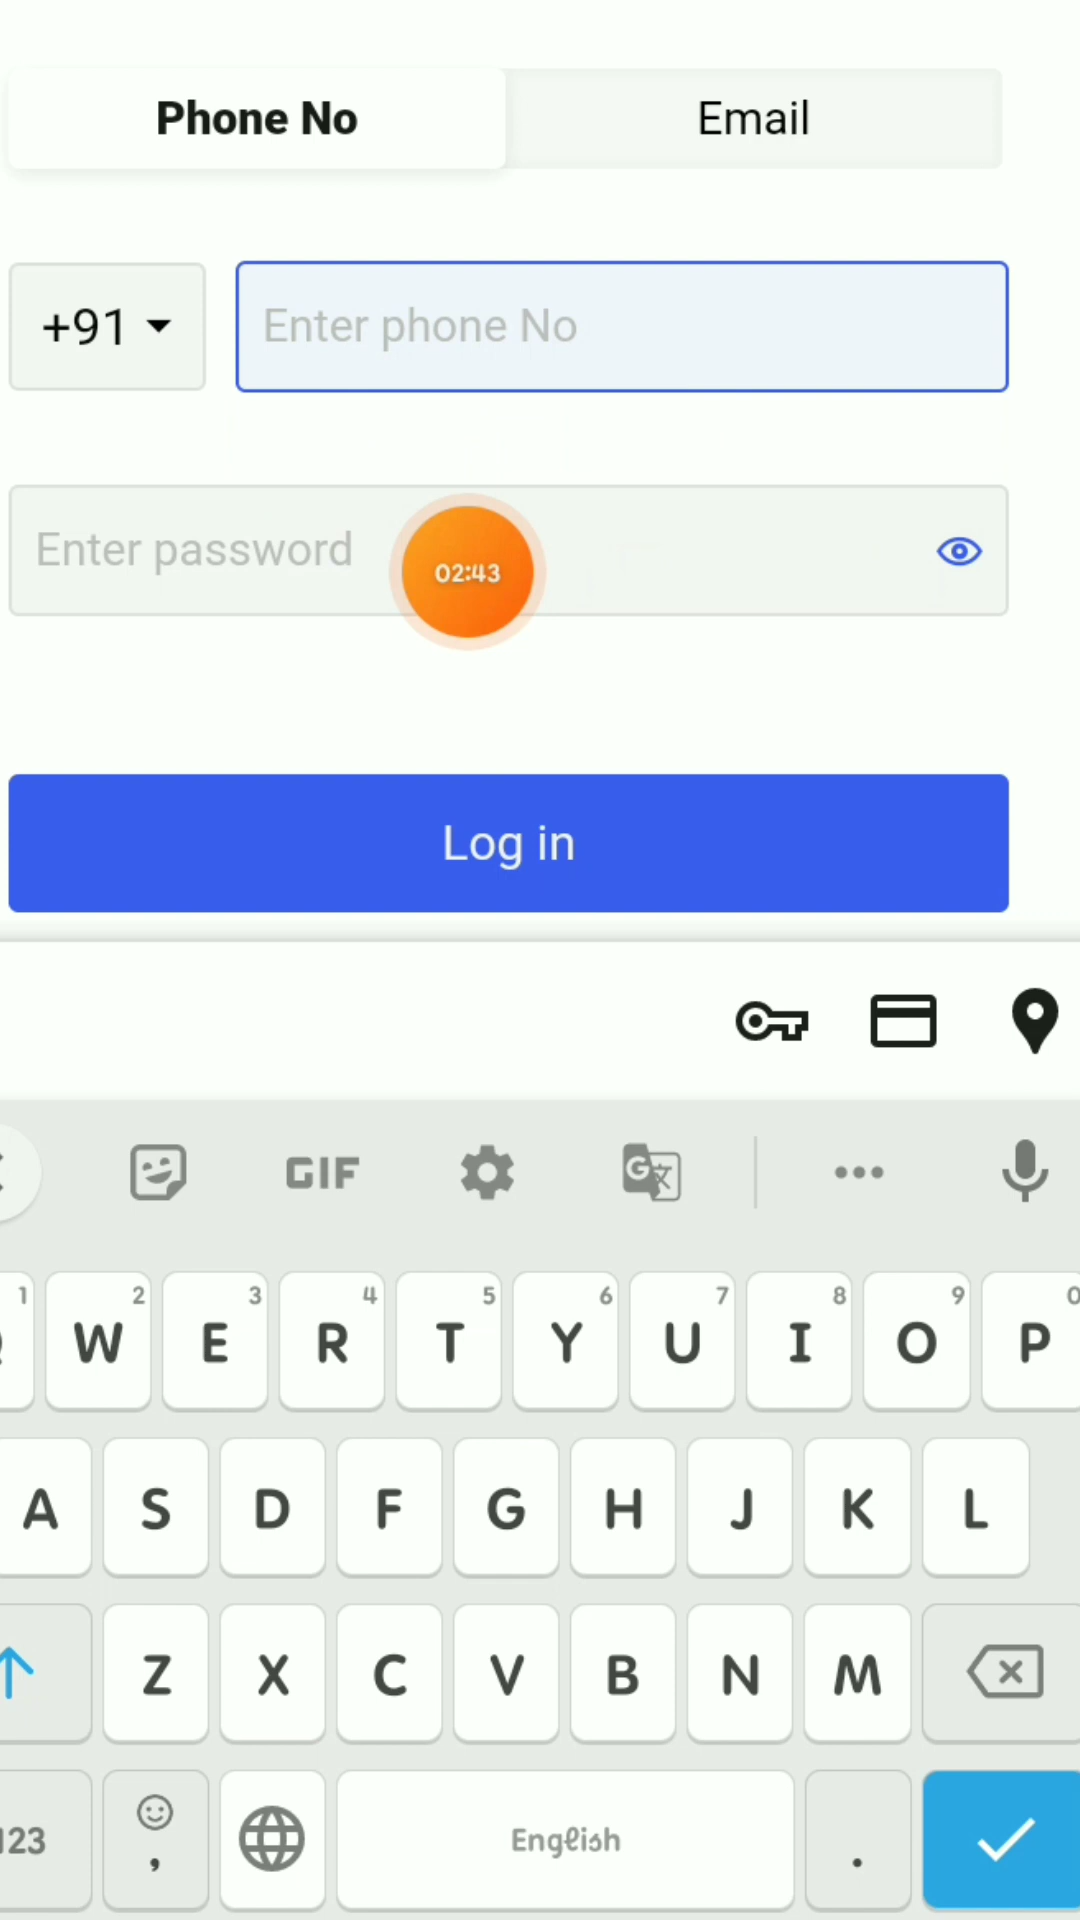 Phone No Email
+91 Enter phone No
Enter password
02:43
Log in
GIF G
1 2 3 4 5 6 7 8 9 0
W E R T Y U I O P
A S D F G H J K L
Z X C V B N M
123 , English .